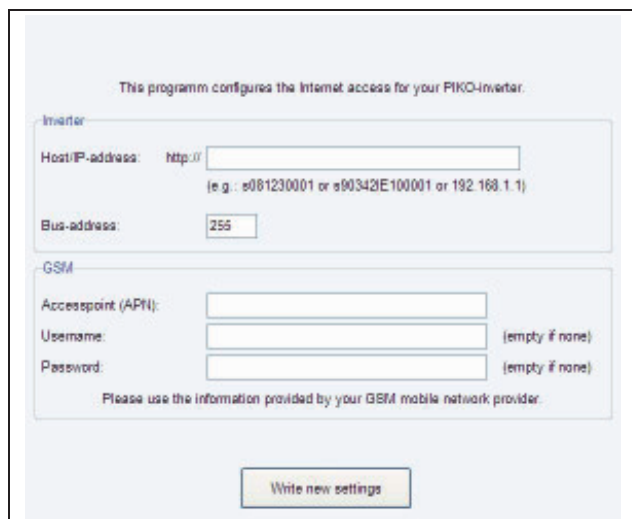 This programm configures the Internet access for your PIKO-inverter.
Inverter
Host/IP-address: http://
(e.g.: s081230001 or s90342IE100001 or 192.168.1.1)
Bus-address: 255
GSM
Accesspoint (APN):
Username: (empty if none)
Password: (empty if none)
Please use the information provided by your GSM mobile network provider.
Write new settings